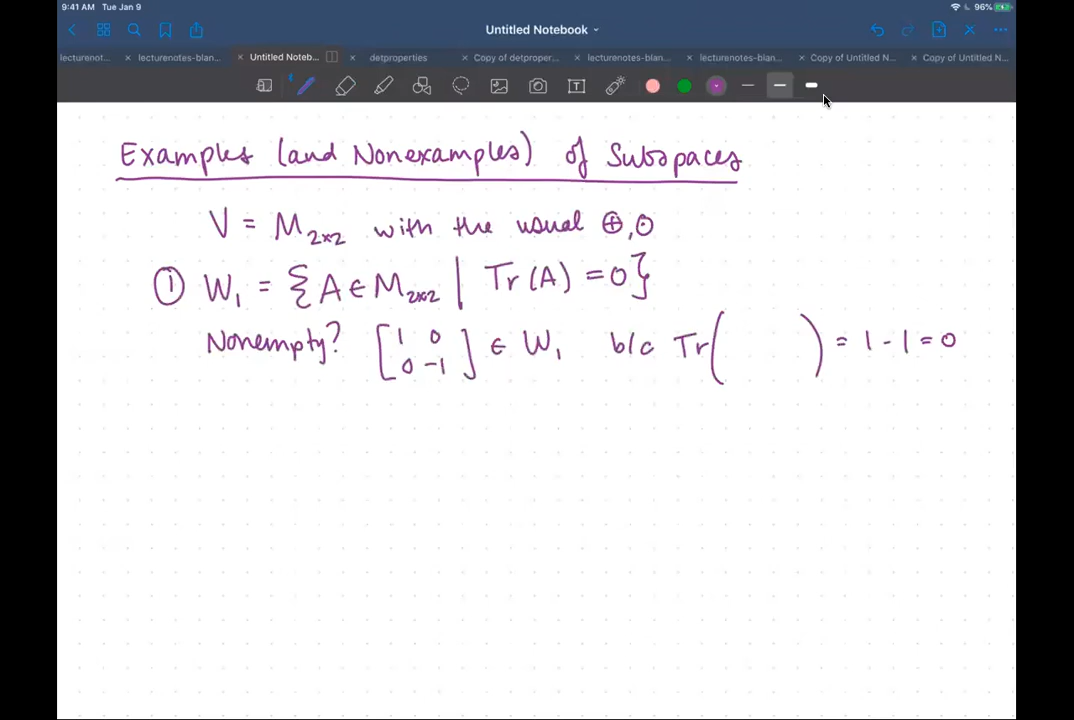 9:41 AM Tue Jan 9
96%
Untitled Notebook
lecturenot...
lecturenotes-blan...
Untitled Noteb...
detproperties
Copy of detproper...
lecturenotes-blan...
lecturenotes-blan...
Copy of Untitled N...
Copy of Untitled N...
Examples (and Nonexamples) of Subspaces
V = M₂ₓ₂ with the usual ⊕,⊙
① W₁ = {A ∈ M₂ₓ₂ | Tr(A) = 0}
Nonempty? [1 0; 0 -1] ∈ W₁ b/c Tr( ) = 1 - 1 = 0